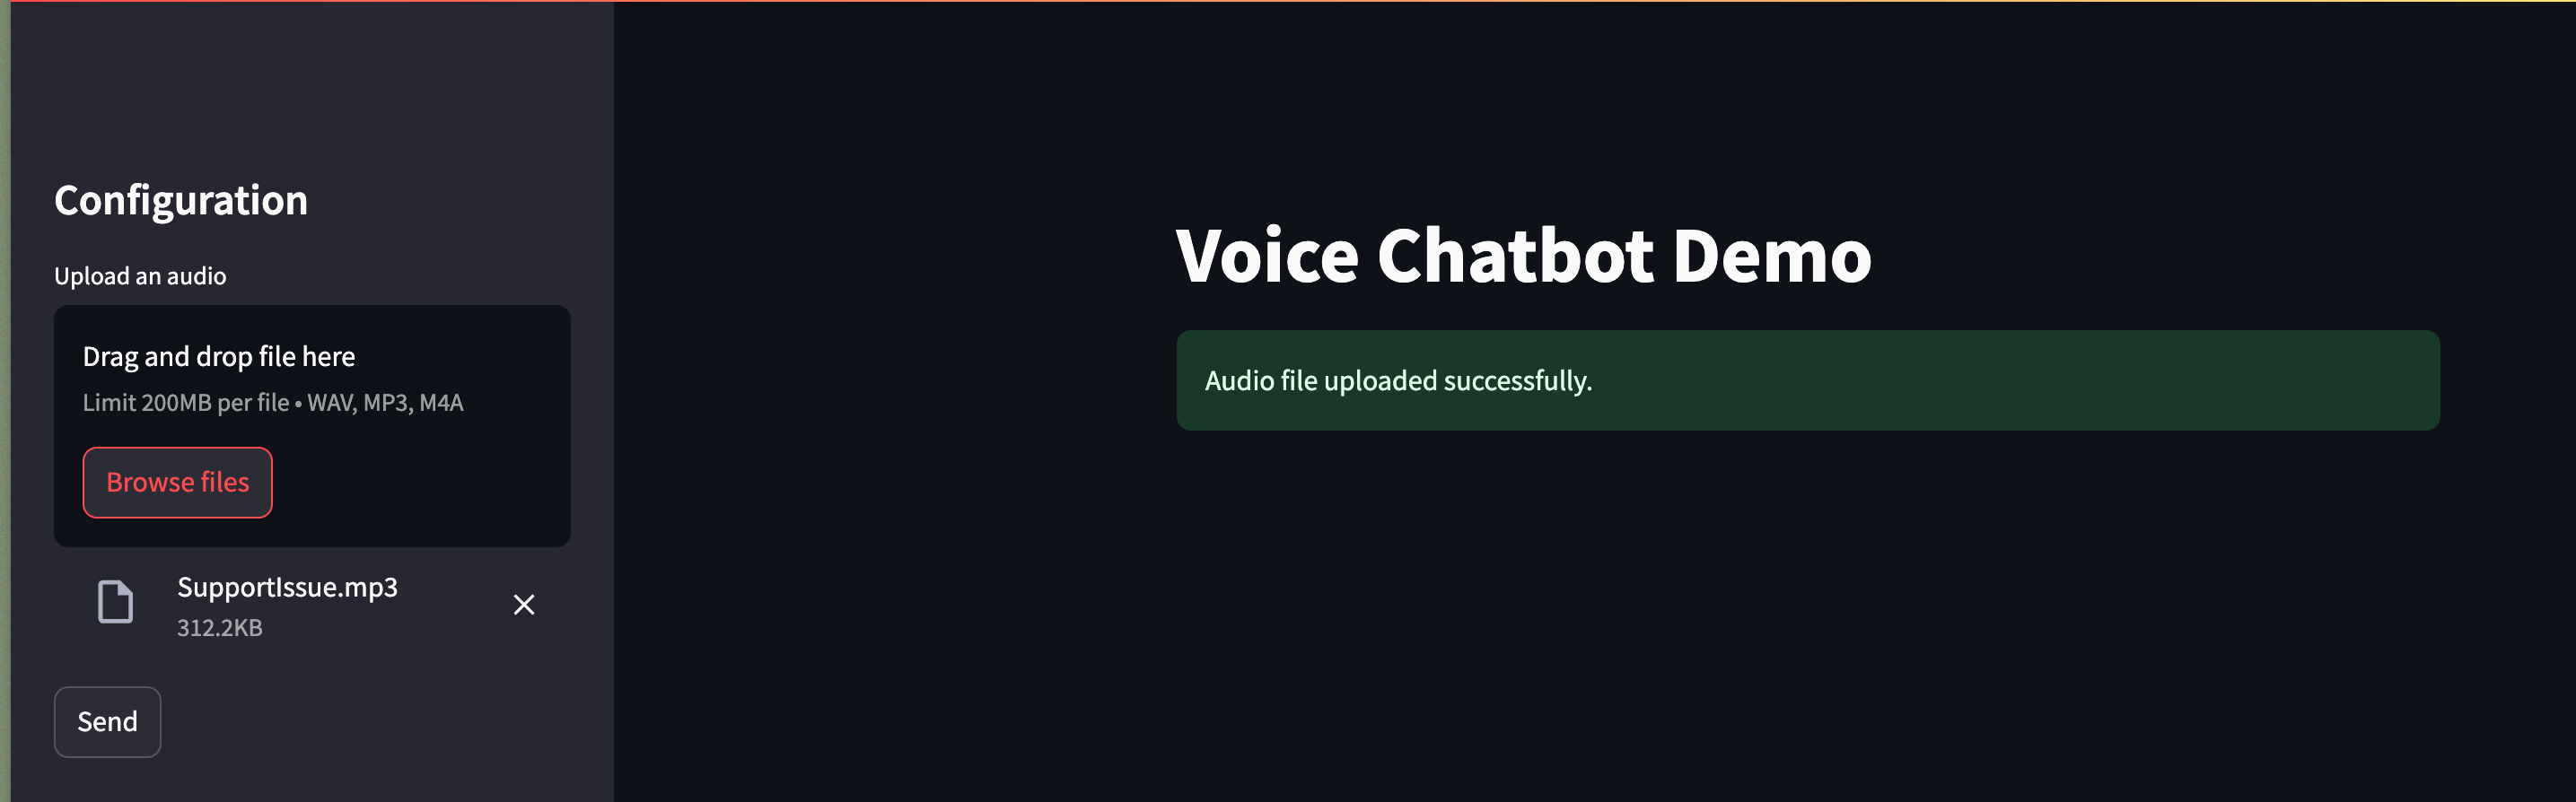 Configuration
Upload an audio
Drag and drop file here
Limit 200MB per file • WAV, MP3, M4A
Browse files
SupportIssue.mp3
312.2KB
Send
Voice Chatbot Demo
Audio file uploaded successfully.